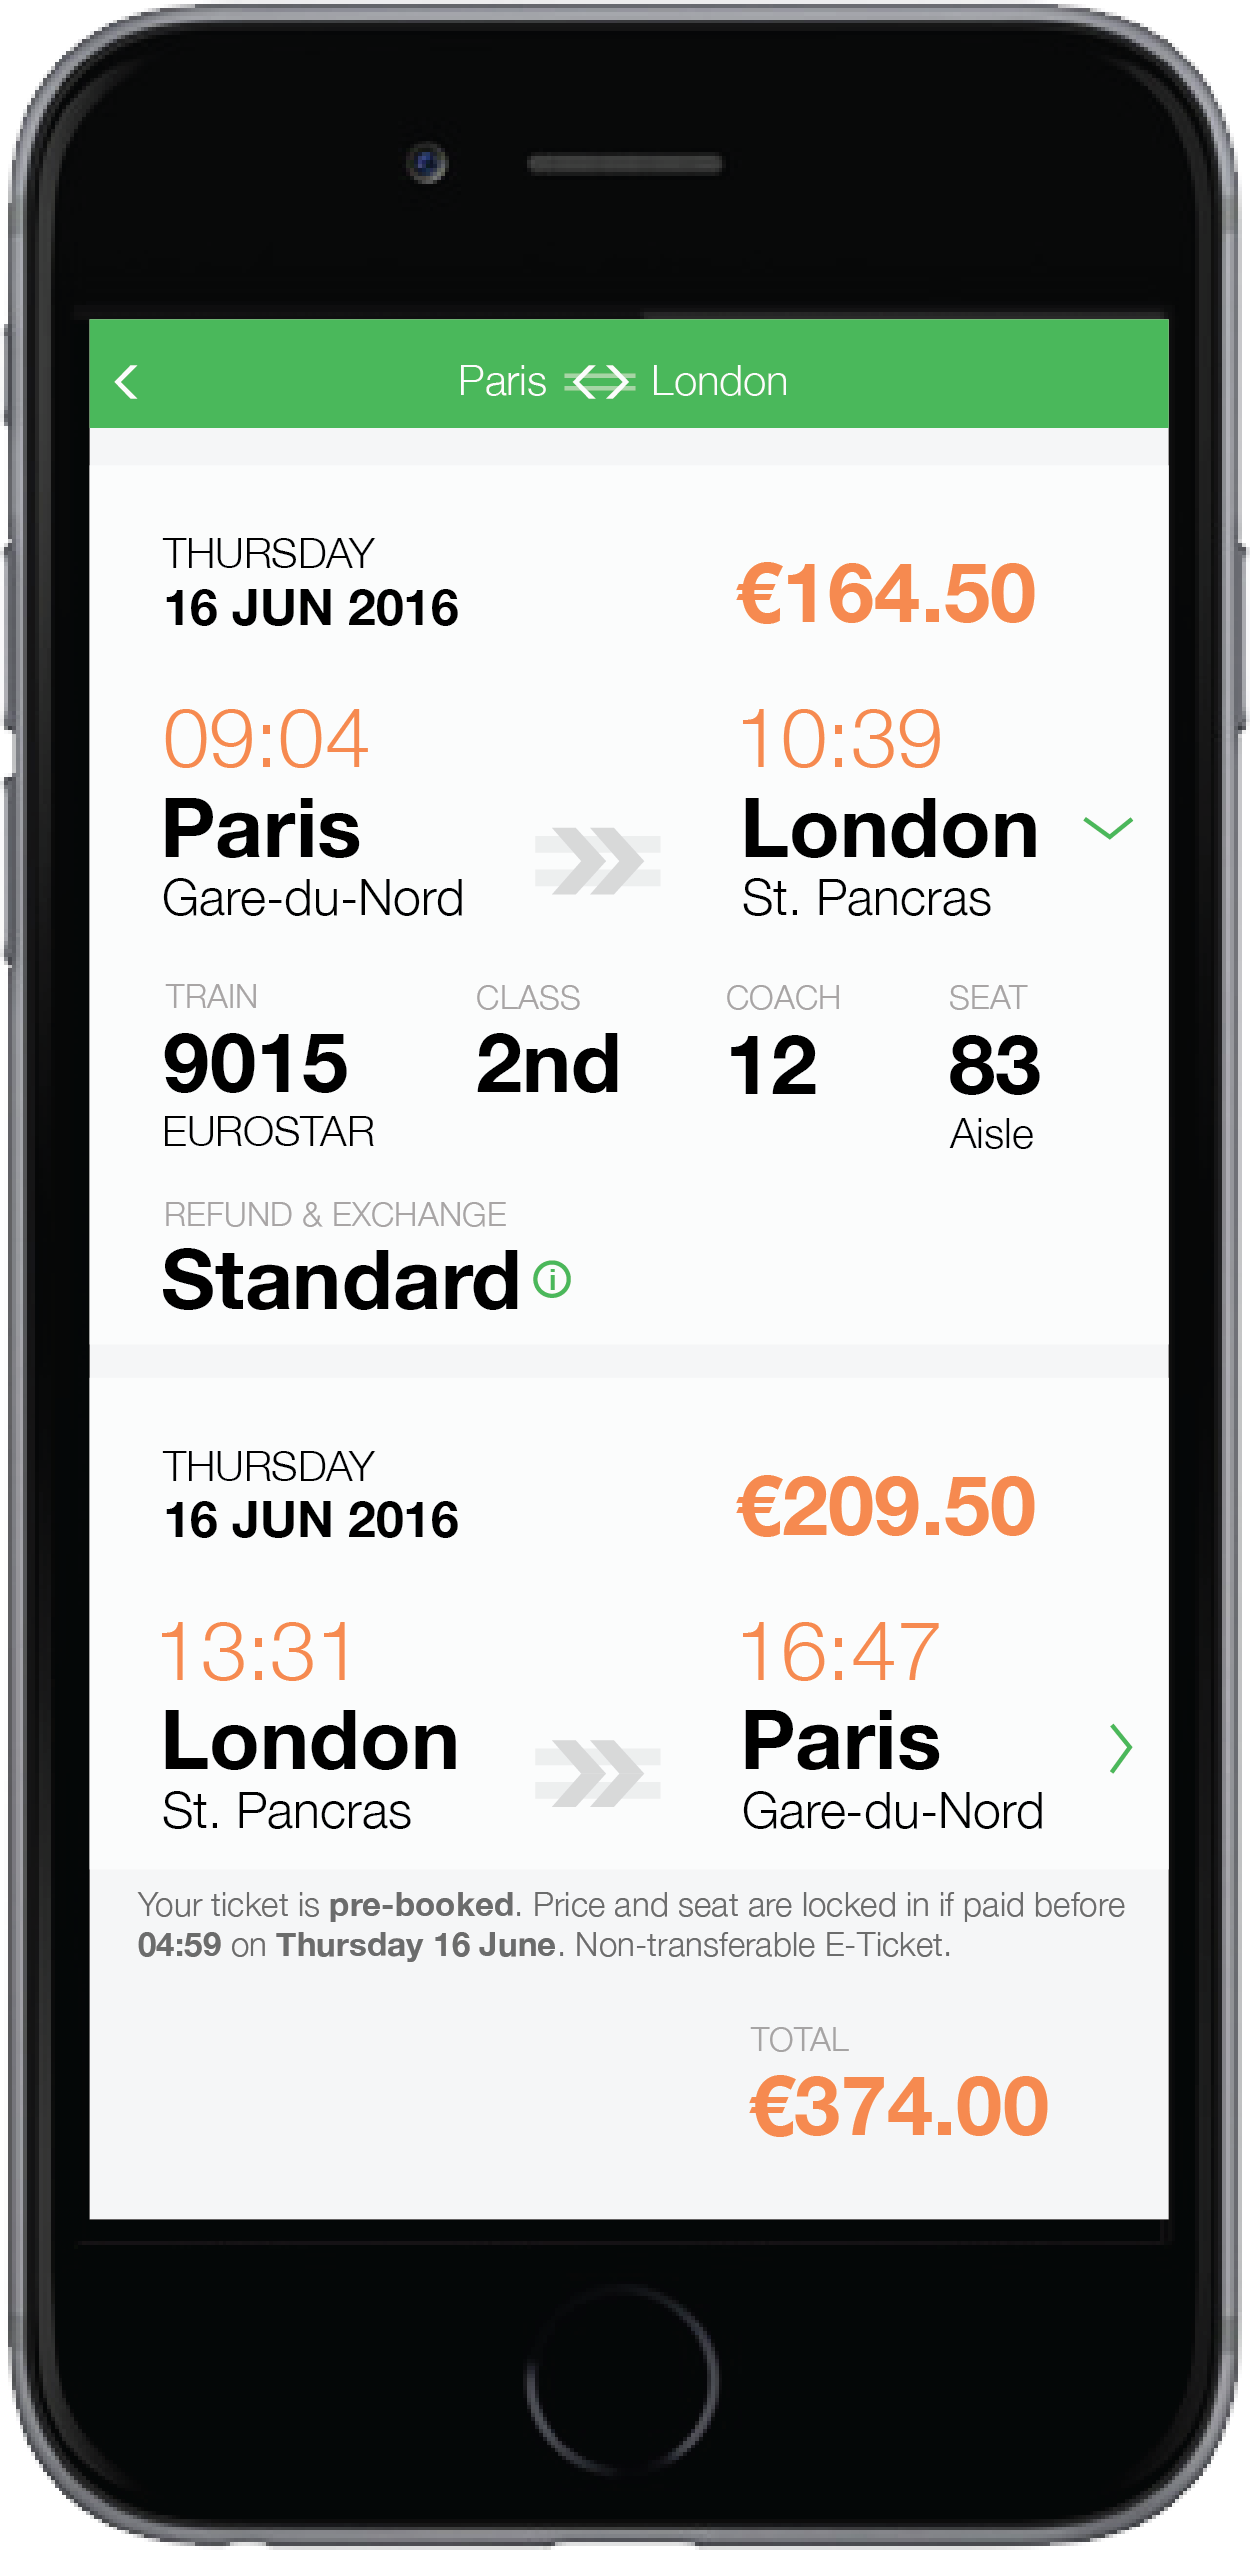 Paris London
THURSDAY
16 JUN 2016
€164.50
09:04
Paris
Gare-du-Nord
10:39
London
St. Pancras
TRAIN
9015
EUROSTAR
CLASS
2nd
COACH
12
SEAT
83
Aisle
REFUND & EXCHANGE
Standard i
THURSDAY
16 JUN 2016
€209.50
13:31
London
St. Pancras
16:47
Paris
Gare-du-Nord
Your ticket is pre-booked. Price and seat are locked in if paid before
04:59 on Thursday 16 June. Non-transferable E-Ticket.
TOTAL
€374.00